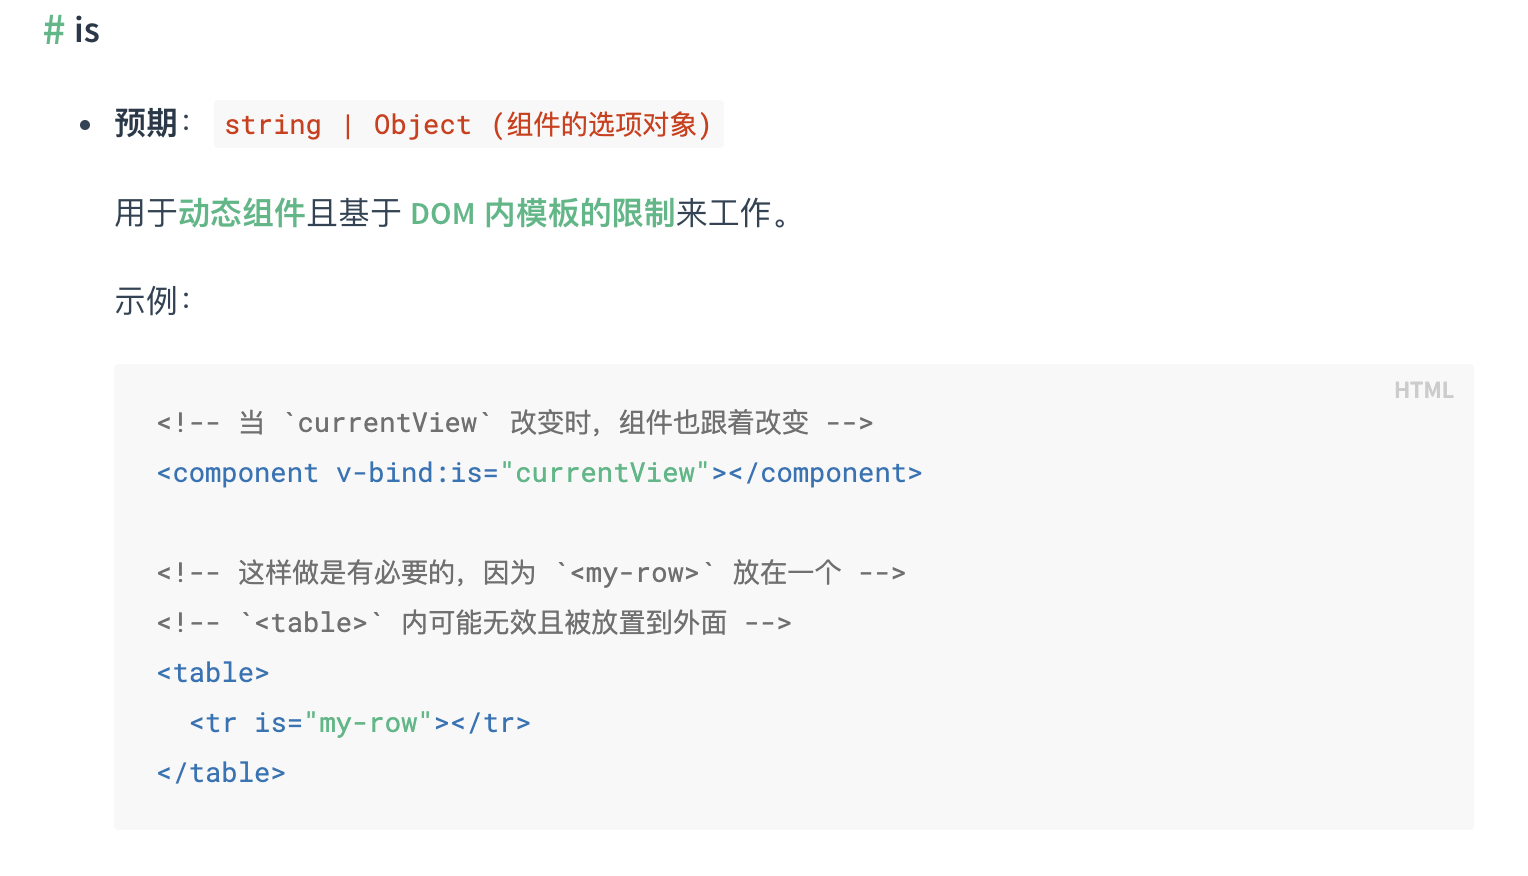 # is
预期： string | Object (组件的选项对象)
用于动态组件且基于 DOM 内模板的限制来工作。
示例：
HTML
<!-- 当 `currentView` 改变时，组件也跟着改变 -->
<component v-bind:is="currentView"></component>
<!-- 这样做是有必要的，因为 `<my-row>` 放在一个 -->
<!-- `<table>` 内可能无效且被放置到外面 -->
<table>
  <tr is="my-row"></tr>
</table>